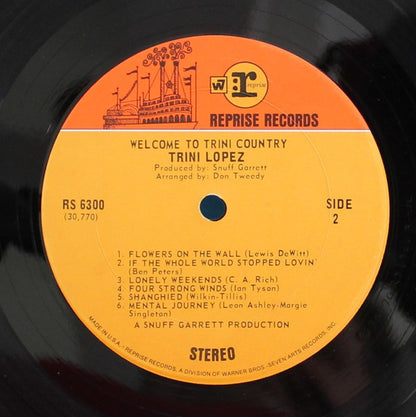 W r: reprise
REPRISE RECORDS
WELCOME TO TRINI COUNTRY
TRINI LOPEZ
Produced by: Snuff Garrett
Arranged by: Don Tweedy
RS 6300
(30,770)
SIDE
2
1. FLOWERS ON THE WALL (Lewis DeWitt)
2. IF THE WHOLE WORLD STOPPED LOVIN'
(Ben Peters)
3. LONELY WEEKENDS (C. A. Rich)
4. FOUR STRONG WINDS (Ian Tyson)
5. SHANGHIED (Wilkin-Tillis)
6. MENTAL JOURNEY (Leon Ashley-Margie
Singleton)
A SNUFF GARRETT PRODUCTION
STEREO
MADE IN U.S.A. - REPRISE RECORDS, A DIVISION OF WARNER BROS.-SEVEN ARTS RECORDS, INC.